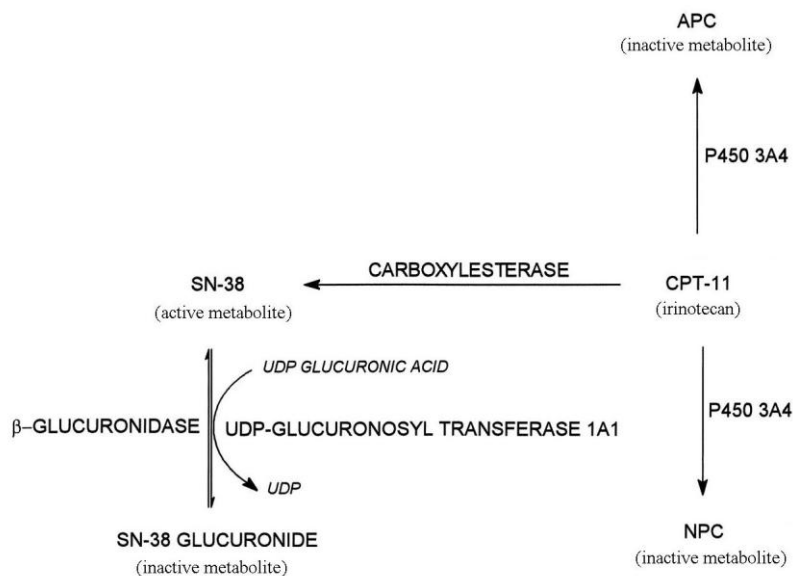 APC
(inactive metabolite)
P450 3A4
CARBOXYLESTERASE
SN-38
(active metabolite)
CPT-11
(irinotecan)
UDP GLUCURONIC ACID
β–GLUCURONIDASE
UDP-GLUCURONOSYL TRANSFERASE 1A1
P450 3A4
UDP
SN-38 GLUCURONIDE
(inactive metabolite)
NPC
(inactive metabolite)